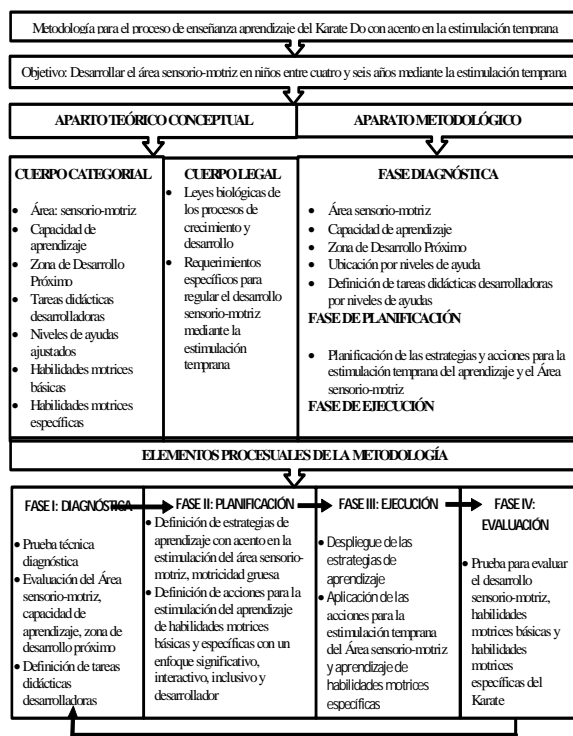 Metodología para el proceso de enseñanza aprendizaje del Karate Do con acento en la estimulación temprana
Objetivo: Desarrollar el área sensorio-motriz en niños entre cuatro y seis años mediante la estimulación temprana
APARTO TEÓRICO CONCEPTUAL
APARATO METODOLÓGICO
CUERPO CATEGORIAL
• Área: sensorio-motriz
• Capacidad de
aprendizaje
• Zona de Desarrollo
Próximo
• Tareas didácticas
desarrolladoras
• Niveles de ayudas
ajustados
• Habilidades motrices
básicas
• Habilidades motrices
específicas
CUERPO LEGAL
• Leyes biológicas de
los procesos de
crecimiento y
desarrollo
• Requerimientos
específicos para
regular el desarrollo
sensorio-motriz
mediante la
estimulación
temprana
FASE DIAGNÓSTICA
• Área sensorio-motriz
• Capacidad de aprendizaje
• Zona de Desarrollo Próximo
• Ubicación por niveles de ayuda
• Definición de tareas didácticas desarrolladoras
por niveles de ayudas
FASE DE PLANIFICACIÓN
• Planificación de las estrategias y acciones para la
estimulación temprana del aprendizaje y el Área
sensorio-motriz
FASE DE EJECUCIÓN
ELEMENTOS PROCESUALES DE LA METODOLOGÍA
FASE I: DIAGNÓSTICA
• Prueba técnica
diagnóstica
• Evaluación del Área
sensorio-motriz,
capacidad de
aprendizaje, zona de
desarrollo próximo
• Definición de tareas
didácticas
desarrolladoras
FASE II: PLANIFICACIÓN
• Definición de estrategias de
aprendizaje con acento en la
estimulación del área sensorio-
motriz, motricidad gruesa
• Definición de acciones para la
estimulación del aprendizaje
de habilidades motrices
básicas y específicas con un
enfoque significativo,
interactivo, inclusivo y
desarrollador
FASE III: EJECUCIÓN
• Despliegue de las
estrategias de
aprendizaje
• Aplicación de las
acciones para la
estimulación temprana
del Área sensorio-motriz
y aprendizaje de
habilidades motrices
específicas
FASE IV:
EVALUACIÓN
• Prueba para evaluar
el desarrollo
sensorio-motriz,
habilidades
motrices básicas y
habilidades
motrices
específicas del
Karate